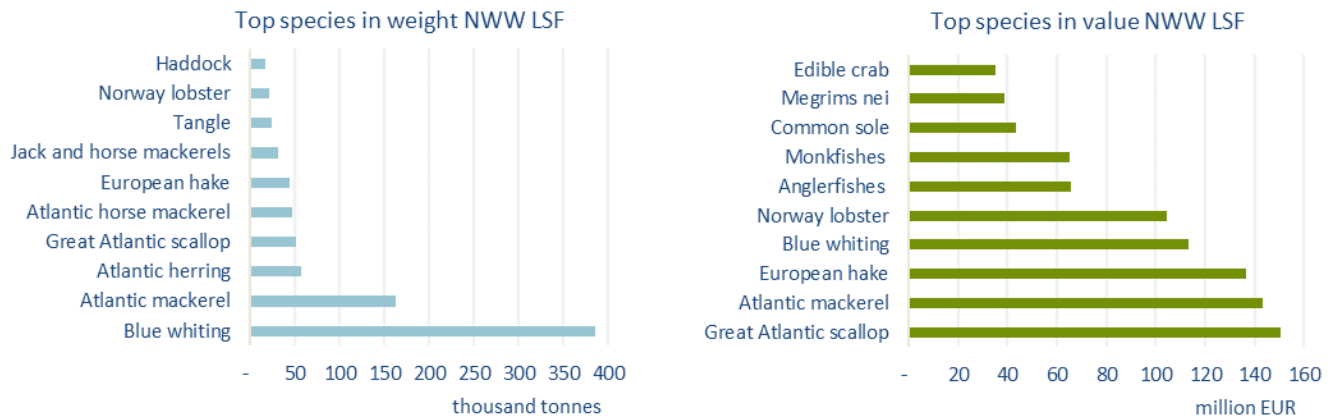 Top species in weight NWW LSF
Haddock
Norway lobster
Tangle
Jack and horse mackerels
European hake
Atlantic horse mackerel
Great Atlantic scallop
Atlantic herring
Atlantic mackerel
Blue whiting
- 50 100 150 200 250 300 350 400
thousand tonnes
Top species in value NWW LSF
Edible crab
Megrims nei
Common sole
Monkfishes
Anglerfishes
Norway lobster
Blue whiting
European hake
Atlantic mackerel
Great Atlantic scallop
- 20 40 60 80 100 120 140 160
million EUR